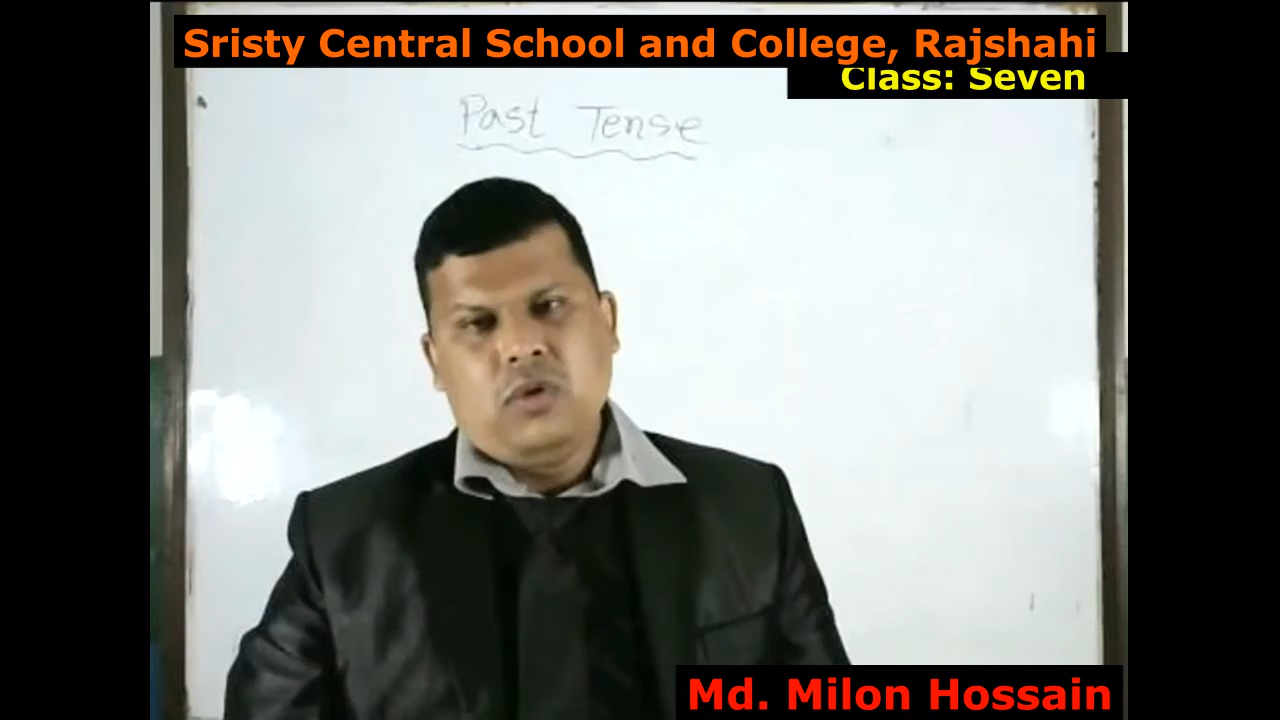 Sristy Central School and College, Rajshahi
Class: Seven
Past Tense
Md. Milon Hossain